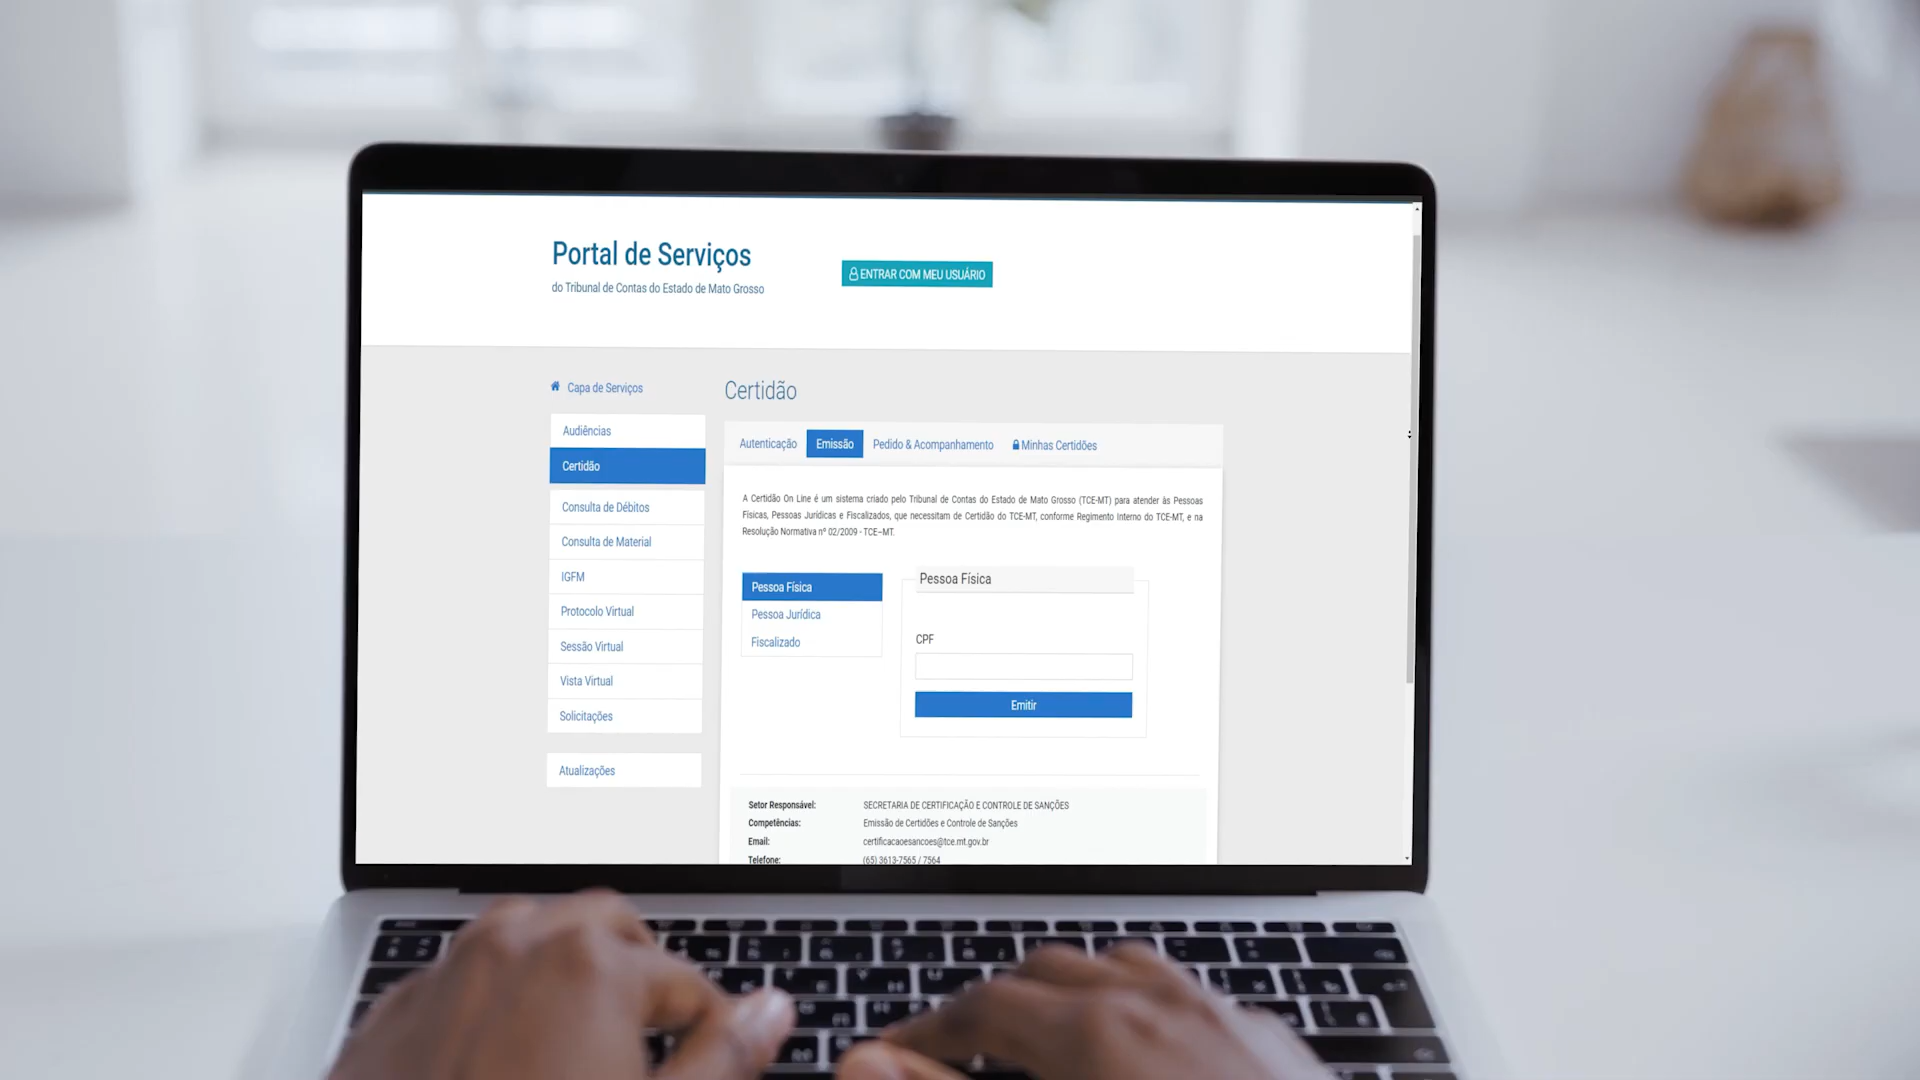 Portal de Serviços
do Tribunal de Contas do Estado de Mato Grosso
ENTRAR COM MEU USUÁRIO
Capa de Serviços
Audiências
Certidão
Consulta de Débitos
Consulta de Material
IGFM
Protocolo Virtual
Sessão Virtual
Vista Virtual
Solicitações
Atualizações
Certidão
Autenticação Emissão Pedido & Acompanhamento Minhas Certidões
A Certidão On Line é um sistema criado pelo Tribunal de Contas do Estado de Mato Grosso (TCE-MT) para atender às Pessoas
Físicas, Pessoas Jurídicas e Fiscalizados, que necessitam de Certidão do TCE-MT, conforme Regimento Interno do TCE-MT, e na
Resolução Normativa nº 02/2009 - TCE–MT.
Pessoa Física
Pessoa Jurídica
Fiscalizado
Pessoa Física
CPF
Emitir
Setor Responsável: SECRETARIA DE CERTIFICAÇÃO E CONTROLE DE SANÇÕES
Competências: Emissão de Certidões e Controle de Sanções
Email: certificacaoesancoes@tce.mt.gov.br
Telefone: (65) 3613-7565 / 7564